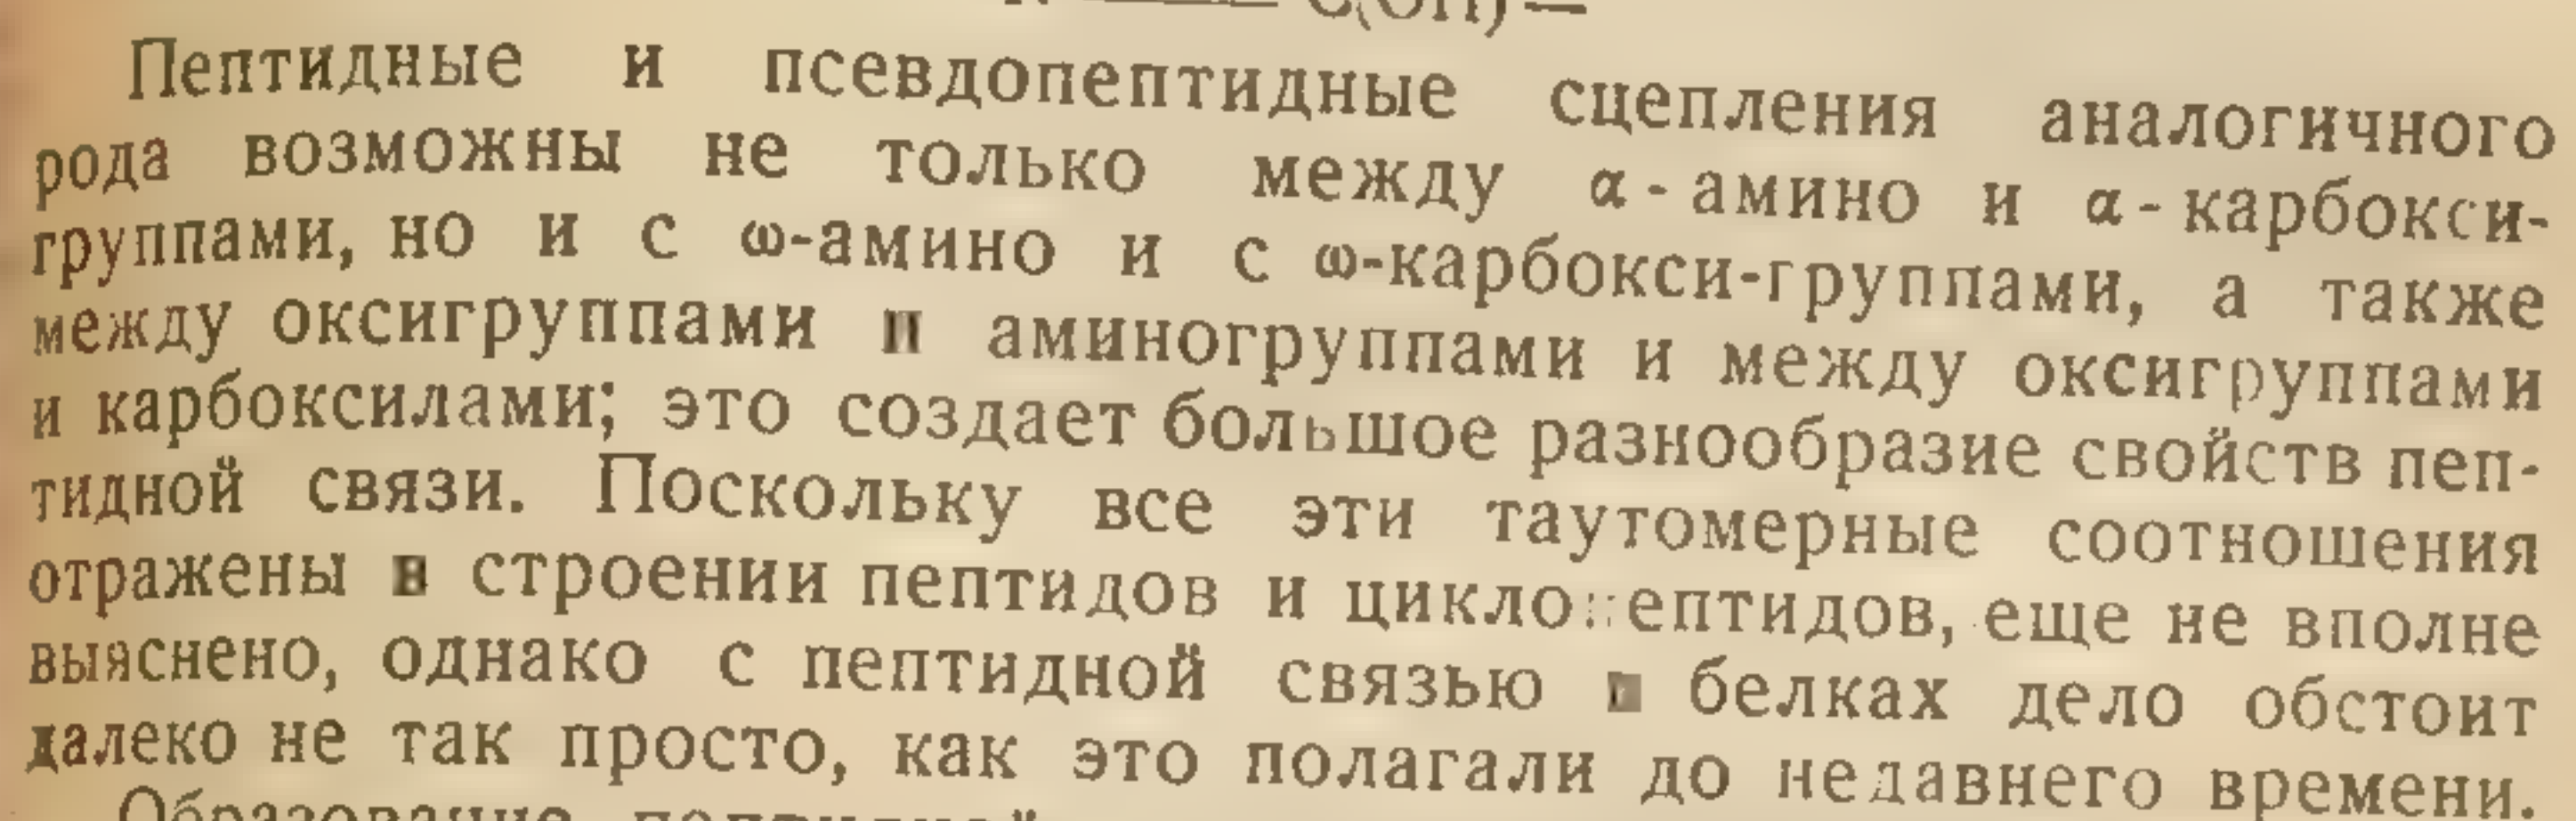 C(OH) —
Пептидные и псевдопептидные сцепления аналогичного
рода возможны не только между α-амино и α-карбокси-
группами, но и с ω-амино и с ω-карбокси-группами, а также
между оксигруппами и аминогруппами и между оксигруппами
и карбоксилами; это создает большое разнообразие свойств пеп-
тидной связи. Поскольку все эти таутомерные соотношения
отражены в строении пептидов и циклопептидов, еще не вполне
выяснено, однако с пептидной связью в белках дело обстоит
далеко не так просто, как это полагали до недавнего времени.
Образование пептидной